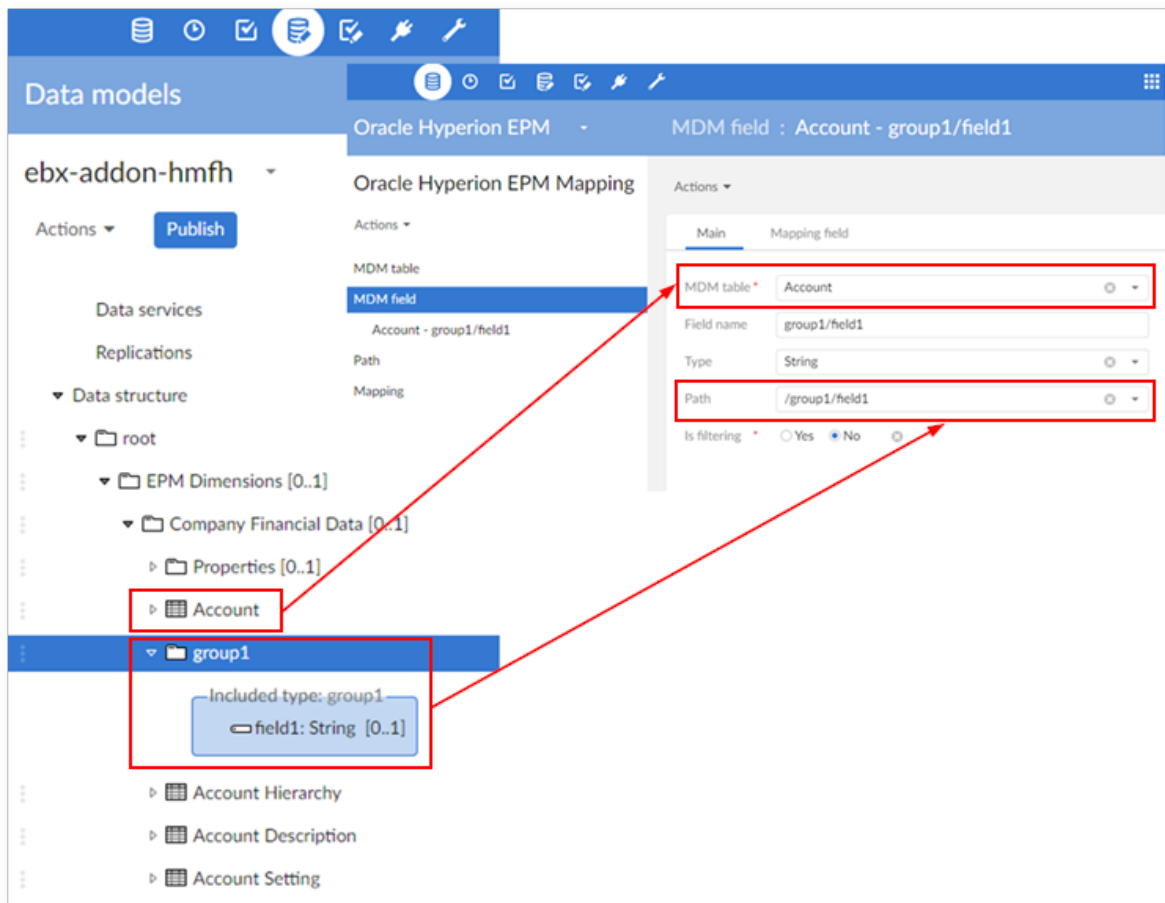 Data models
ebx-addon-hmfh
Actions
Publish
Data services
Replications
Data structure
root
EPM Dimensions [0..1]
Company Financial Data [0..1]
Properties [0..1]
Account
group1
Included type: group1
field1: String [0..1]
Account Hierarchy
Account Description
Account Setting
Oracle Hyperion EPM
Oracle Hyperion EPM Mapping
Actions
MDM table
MDM field
Account - group1/field1
Path
Mapping
MDM field : Account - group1/field1
Actions
Main Mapping field
MDM table * Account
Field name group1/field1
Type String
Path /group1/field1
Is filtering * Yes No